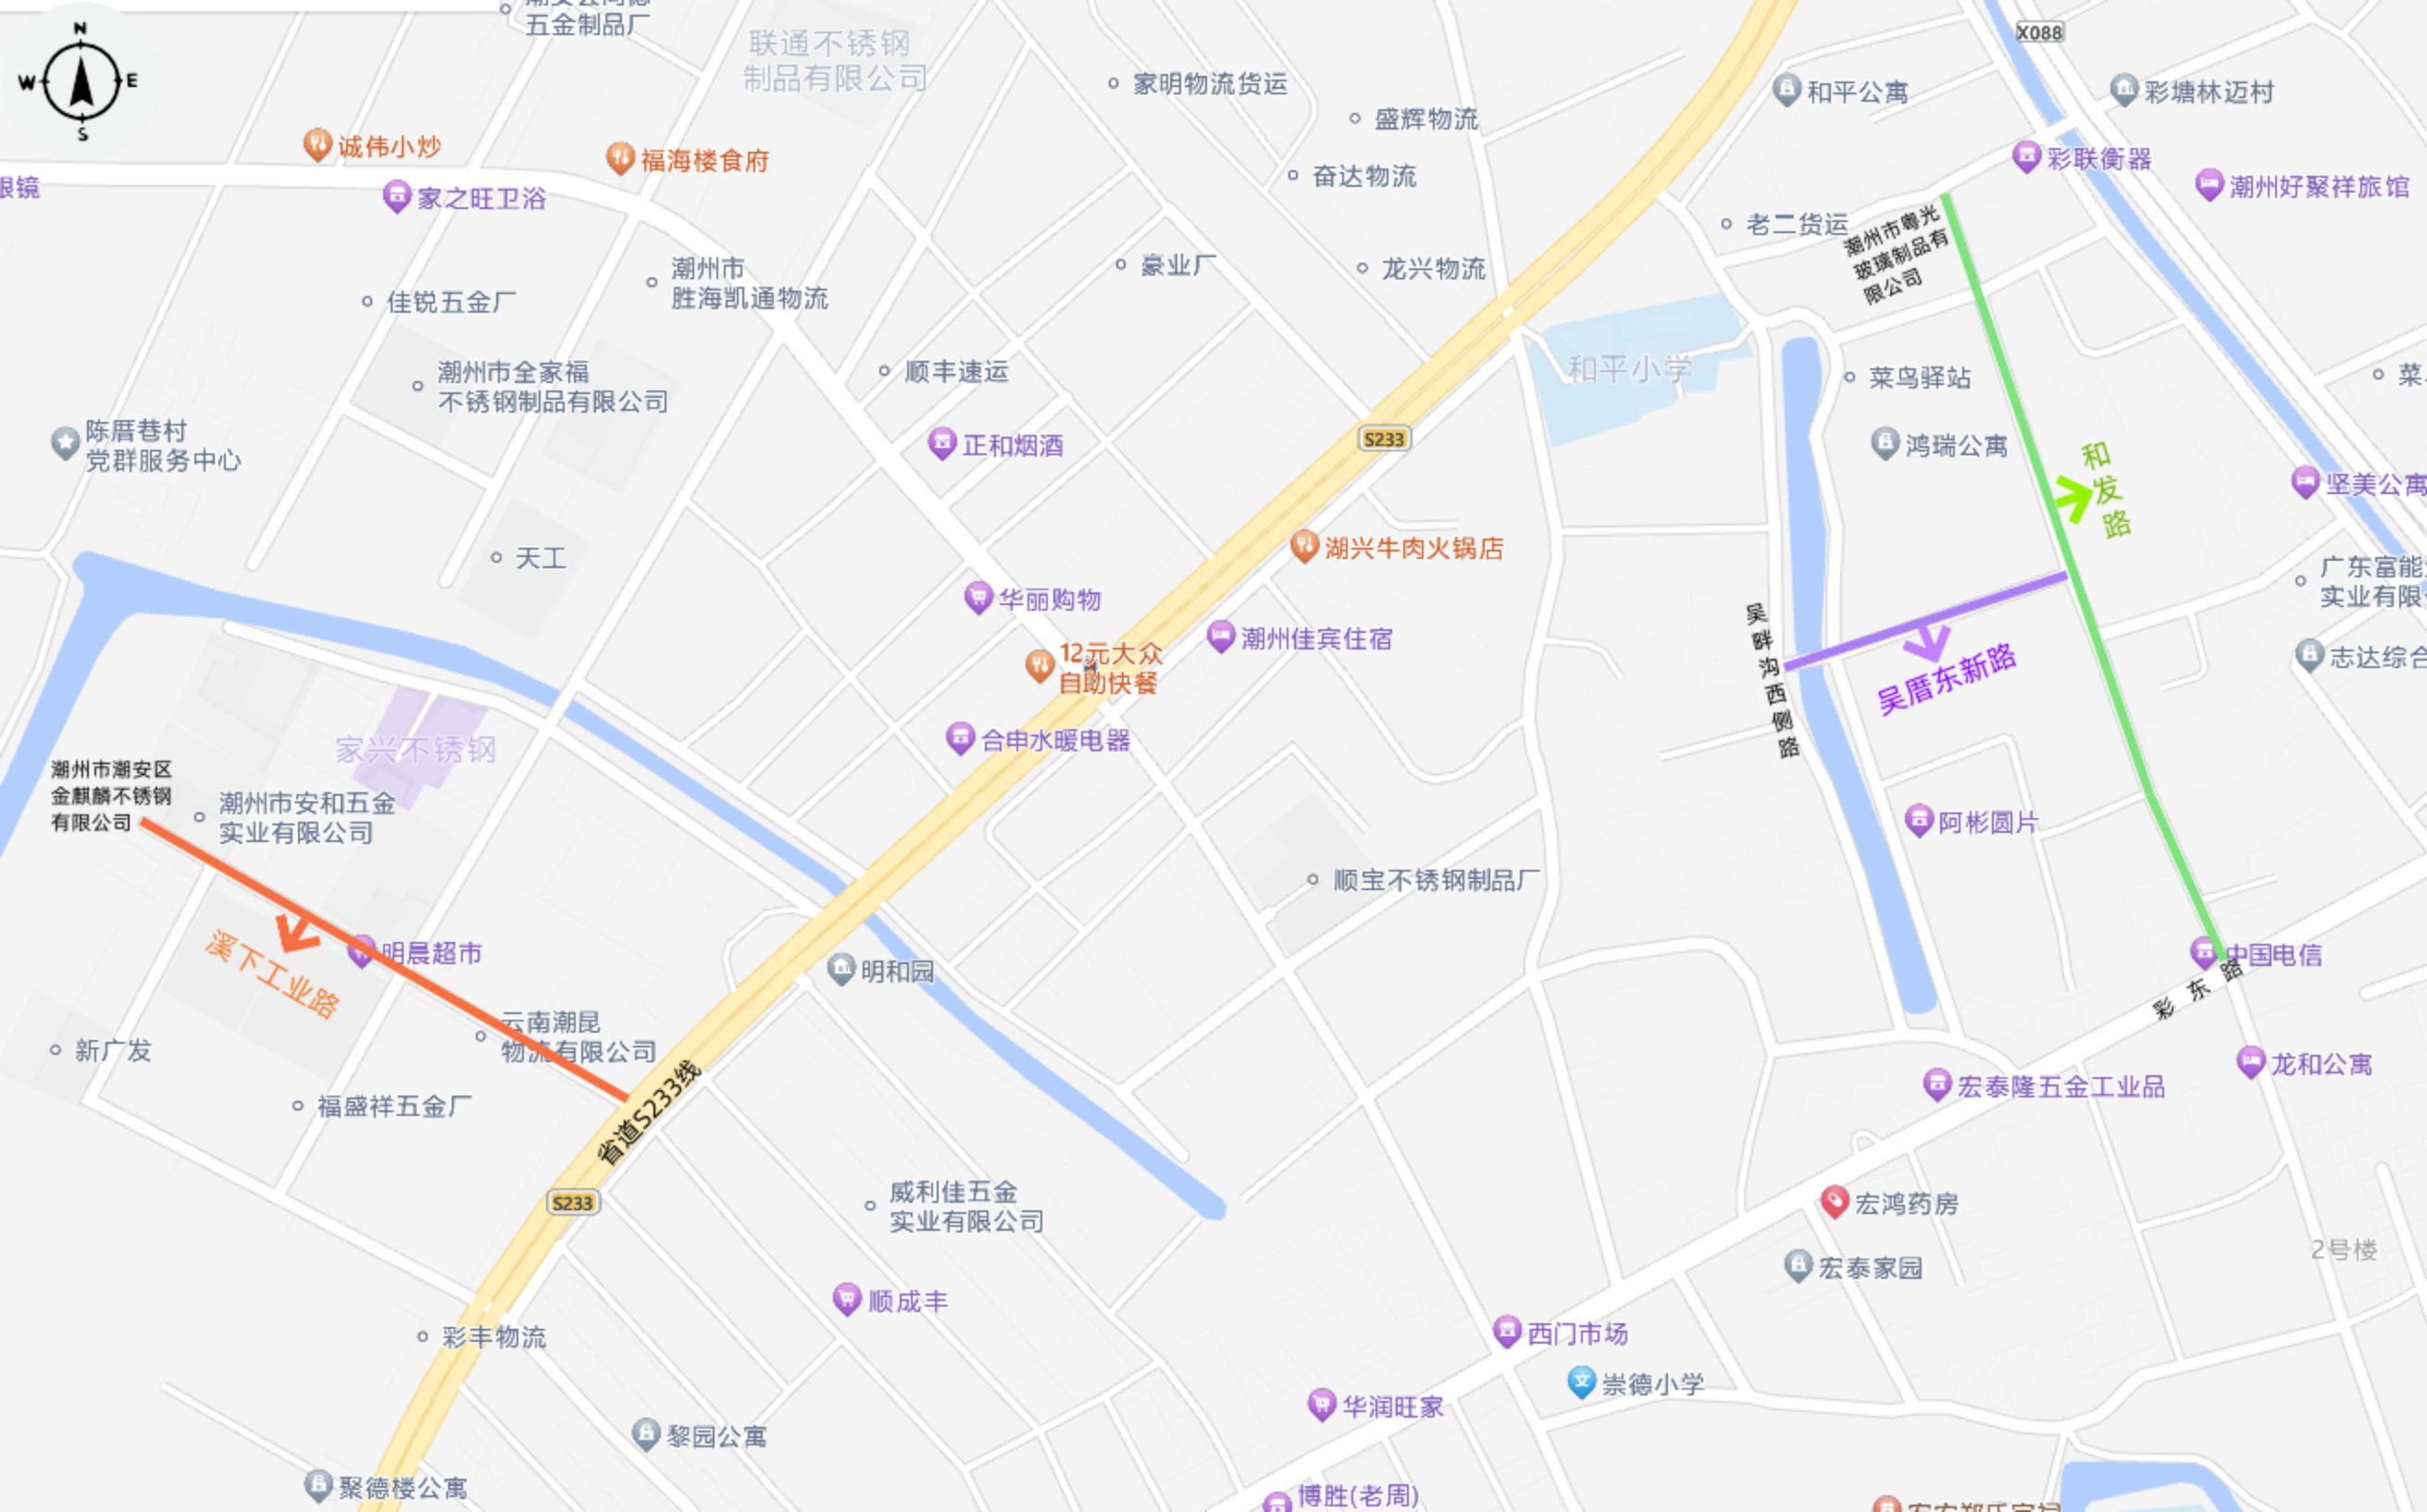 N
W
E
S
五金制品厂
联通不锈钢
制品有限公司
家明物流货运
盛辉物流
奋达物流
X088
和平公寓
彩塘林迈村
彩联衡器
潮州好聚祥旅馆
诚伟小炒
福海楼食府
眼镜
家之旺卫浴
老二货运
潮州市粤光
玻璃制品有
限公司
潮州市
胜海凯通物流
豪业厂
龙兴物流
佳锐五金厂
潮州市全家福
不锈钢制品有限公司
顺丰速运
和平小学
菜鸟驿站
菜
陈厝巷村
党群服务中心
正和烟酒
S233
鸿瑞公寓
和发路
坚美公寓
天工
湖兴牛肉火锅店
华丽购物
广东富能
实业有限
12元大众
自助快餐
潮州佳宾住宿
吴畔沟西侧路
吴厝东新路
志达综合
家兴不锈钢
合申水暖电器
潮州市潮安区
金麒麟不锈钢
有限公司
潮州市安和五金
实业有限公司
阿彬圆片
顺宝不锈钢制品厂
溪下工业路
明晨超市
明和园
中国电信
彩东路
云南潮昆
物流有限公司
新广发
福盛祥五金厂
省道S233线
宏泰隆五金工业品
龙和公寓
S233
威利佳五金
实业有限公司
宏鸿药房
宏泰家园
2号楼
顺成丰
彩丰物流
西门市场
崇德小学
华润旺家
黎园公寓
聚德楼公寓
博胜(老周)